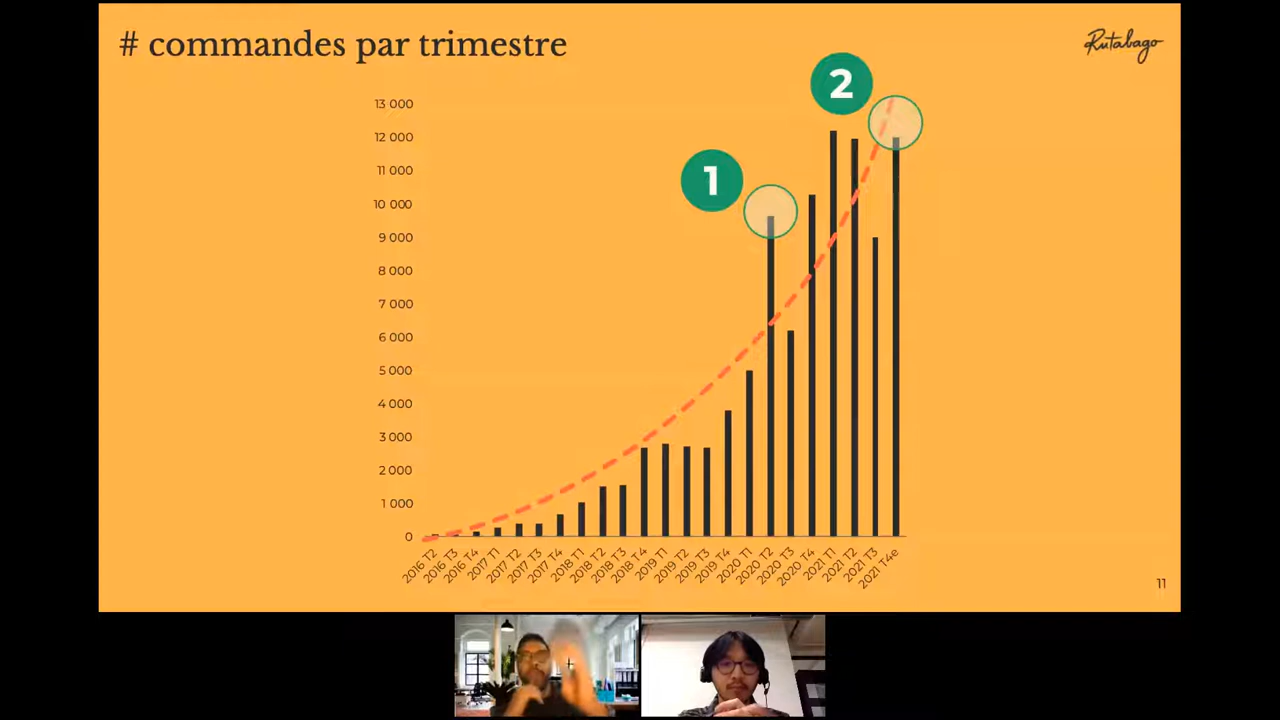 # commandes par trimestre
Rutabago
2
1
13 000
12 000
11 000
10 000
9 000
8 000
7 000
6 000
5 000
4 000
3 000
2 000
1 000
0
2016 T2
2016 T3
2016 T4
2017 T1
2017 T2
2017 T3
2017 T4
2018 T1
2018 T2
2018 T3
2018 T4
2019 T1
2019 T2
2019 T3
2019 T4
2020 T1
2020 T2
2020 T3
2020 T4
2021 T1
2021 T2
2021 T3
2021 T4e
11